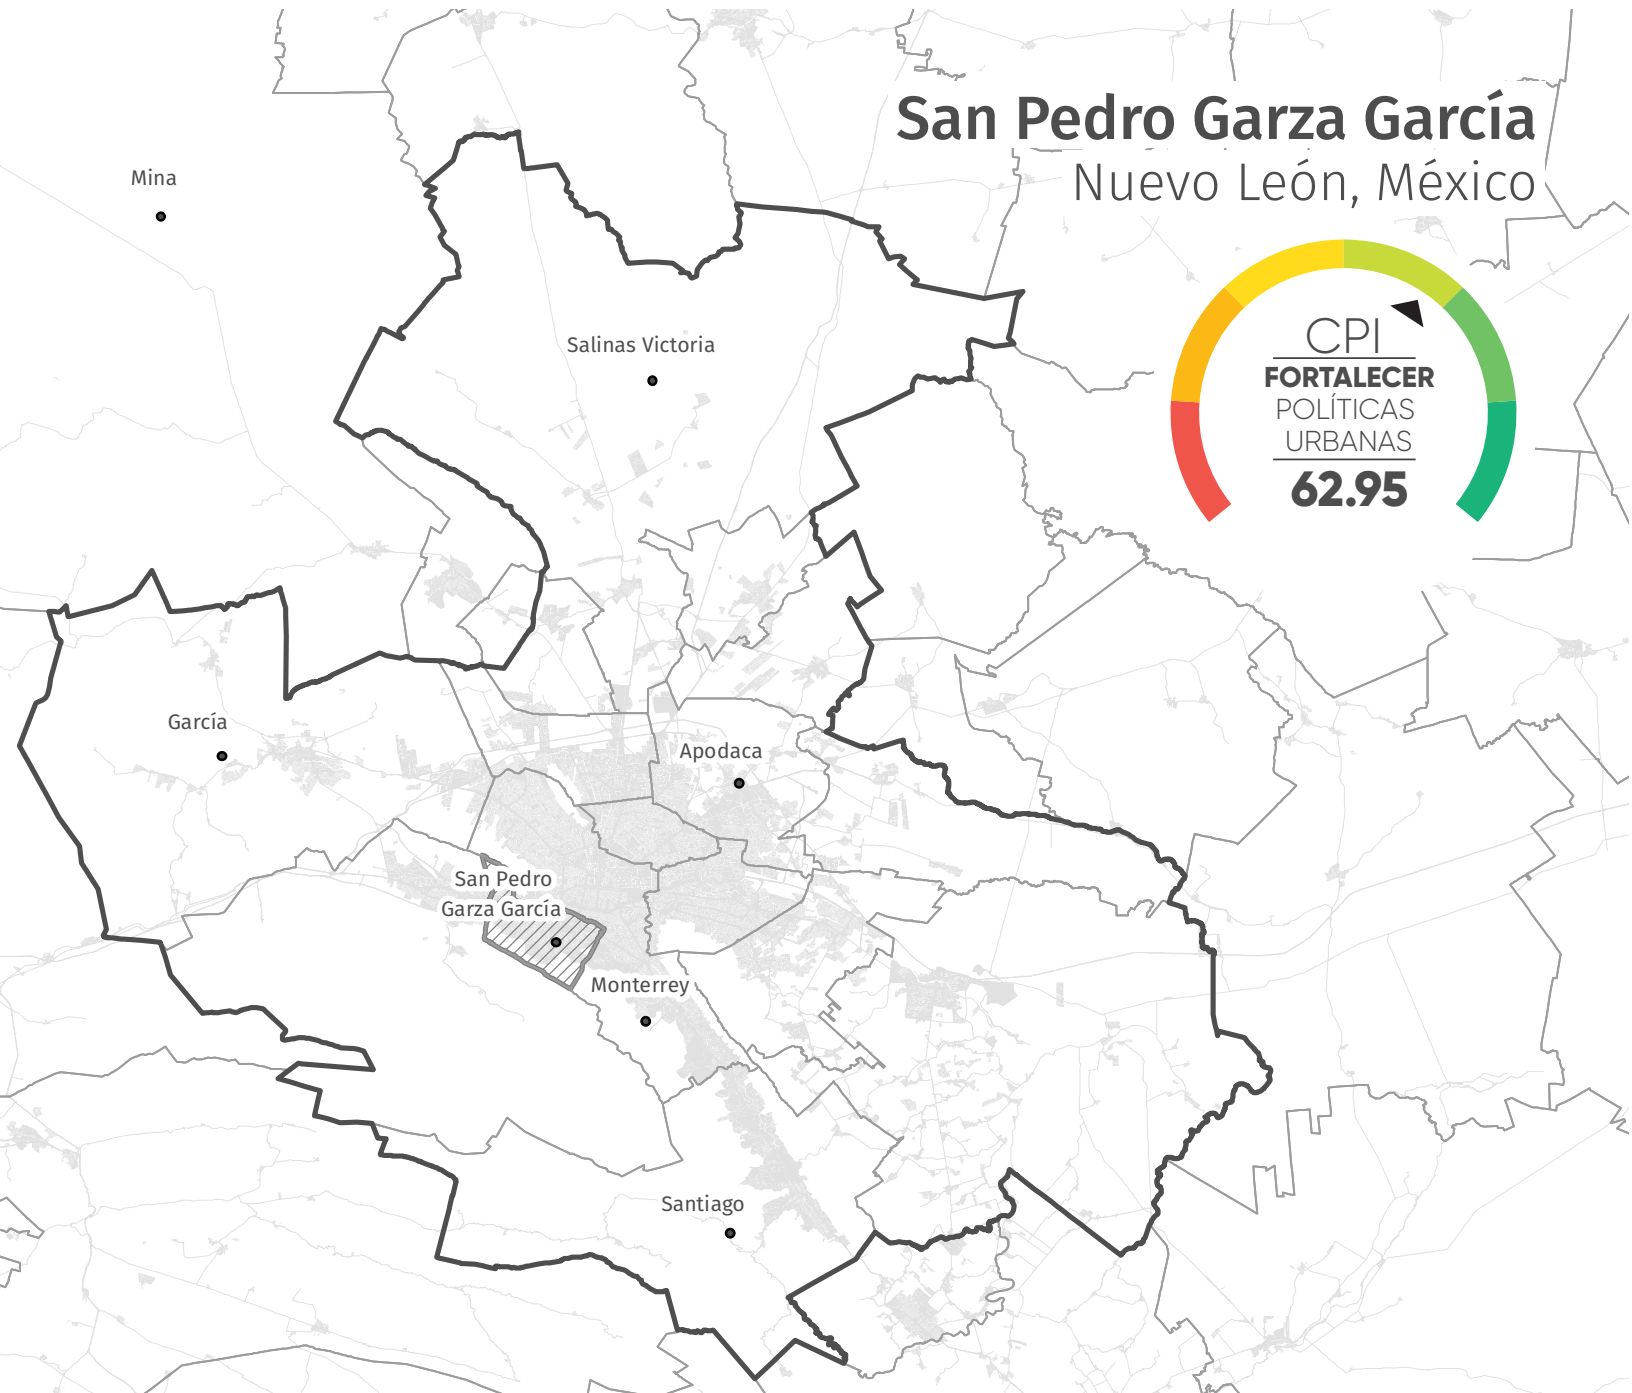 San Pedro Garza García
Nuevo León, México
Mina
Salinas Victoria
CPI
FORTALECER
POLÍTICAS
URBANAS
62.95
García
Apodaca
San Pedro
Garza García
Monterrey
Santiago